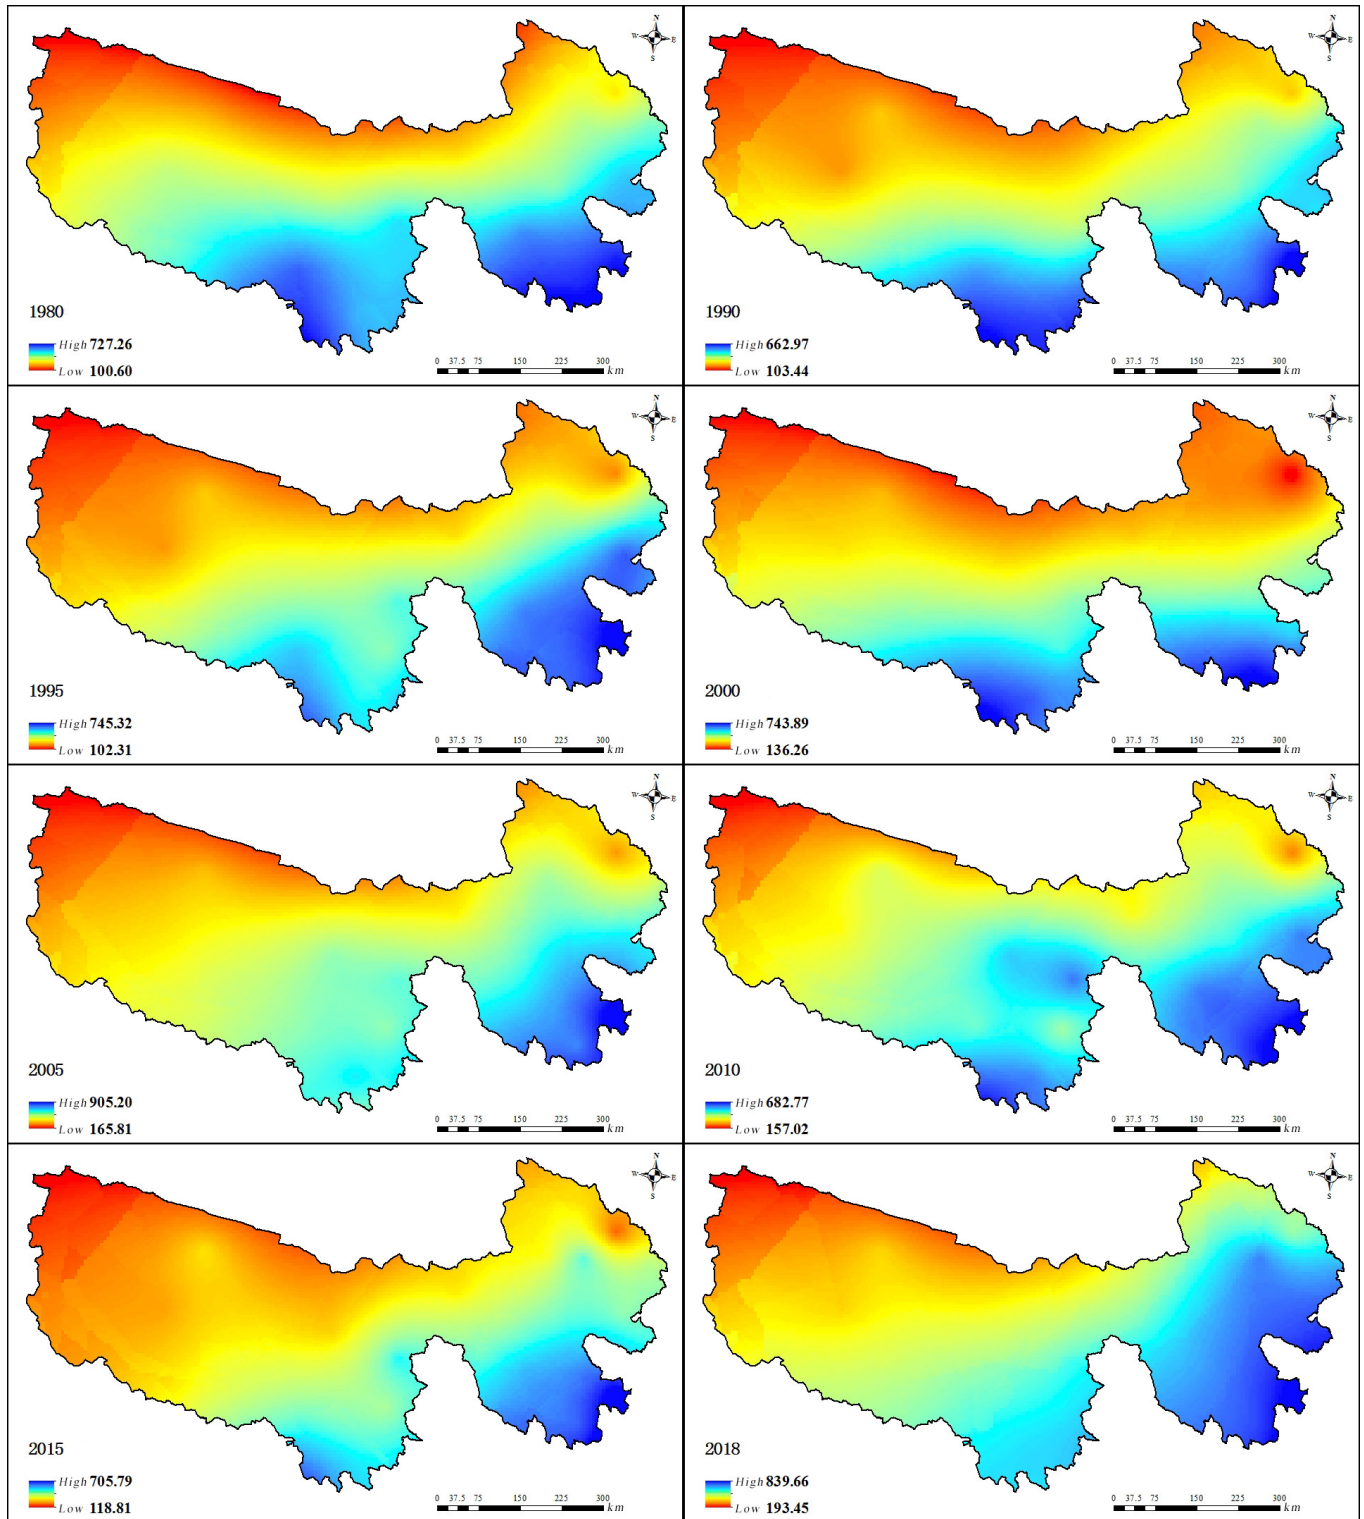 N
W E
S
1980
High 727.26
Low 100.60
0 37.5 75 150 225 300 km
N
W E
S
1990
High 662.97
Low 103.44
0 37.5 75 150 225 300 km
N
W E
S
1995
High 745.32
Low 102.31
0 37.5 75 150 225 300 km
N
W E
S
2000
High 743.89
Low 136.26
0 37.5 75 150 225 300 km
N
W E
S
2005
High 905.20
Low 165.81
0 37.5 75 150 225 300 km
N
W E
S
2010
High 682.77
Low 157.02
0 37.5 75 150 225 300 km
N
W E
S
2015
High 705.79
Low 118.81
0 37.5 75 150 225 300 km
N
W E
S
2018
High 839.66
Low 193.45
0 37.5 75 150 225 300 km